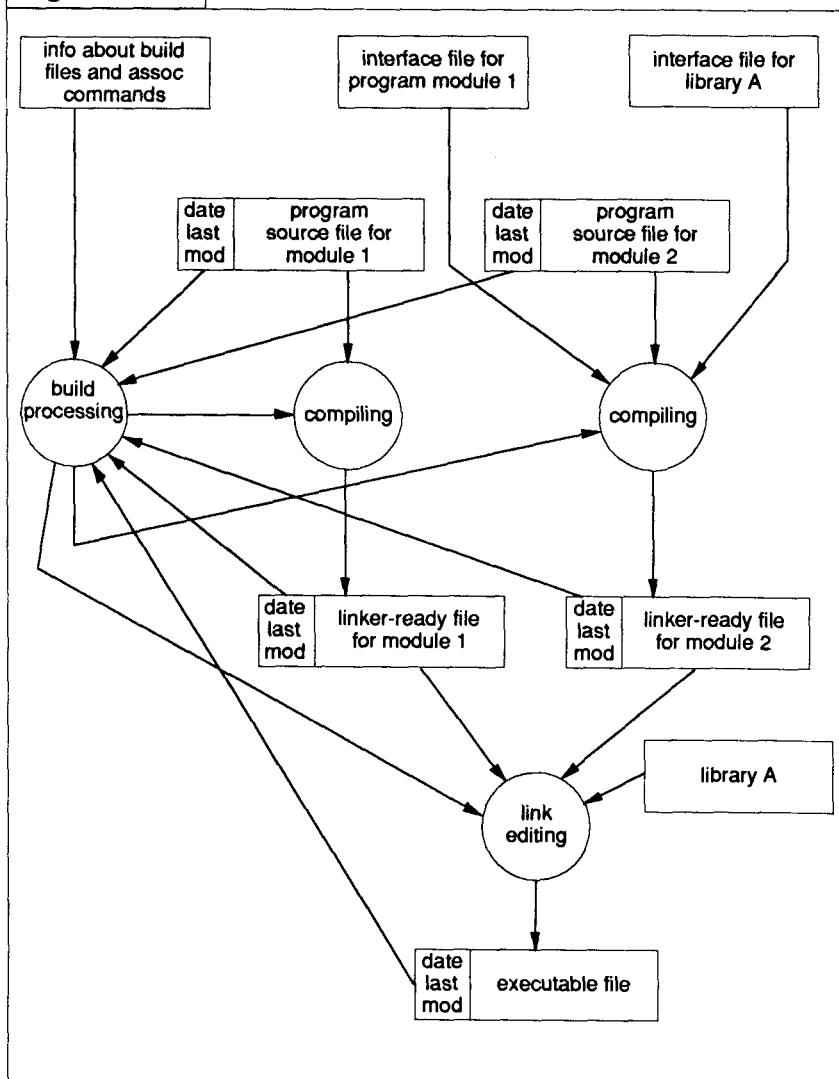 info about build
files and assoc
commands
interface file for
program module 1
interface file for
library A
date
last
mod
program
source file for
module 1
date
last
mod
program
source file for
module 2
build
processing
compiling
compiling
date
last
mod
linker-ready file
for module 1
date
last
mod
linker-ready file
for module 2
library A
link
editing
date
last
mod
executable file